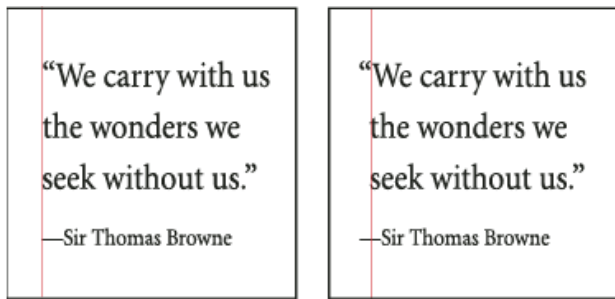 “We carry with us
the wonders we
seek without us.”
—Sir Thomas Browne
“We carry with us
the wonders we
seek without us.”
—Sir Thomas Browne